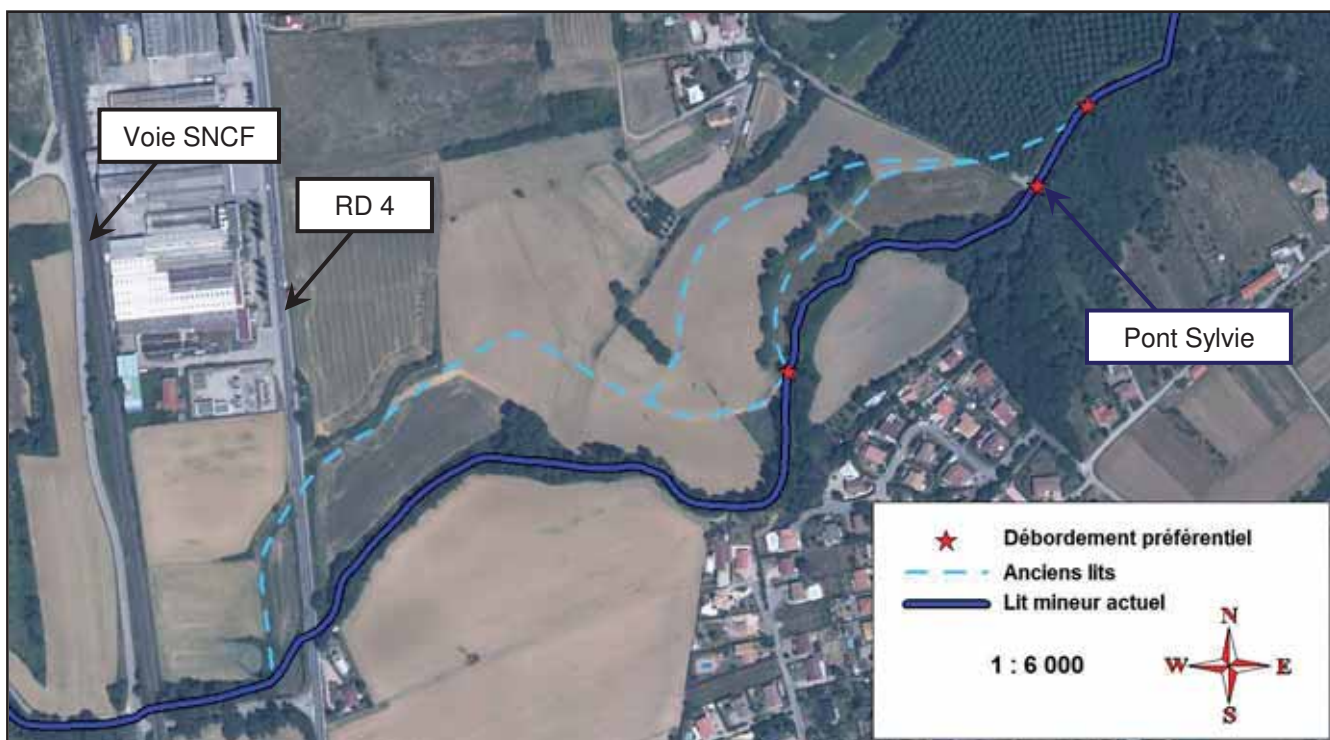 Voie SNCF
RD 4
Pont Sylvie
Débordement préférentiel
Anciens lits
Lit mineur actuel
1 : 6 000
N
W
E
S